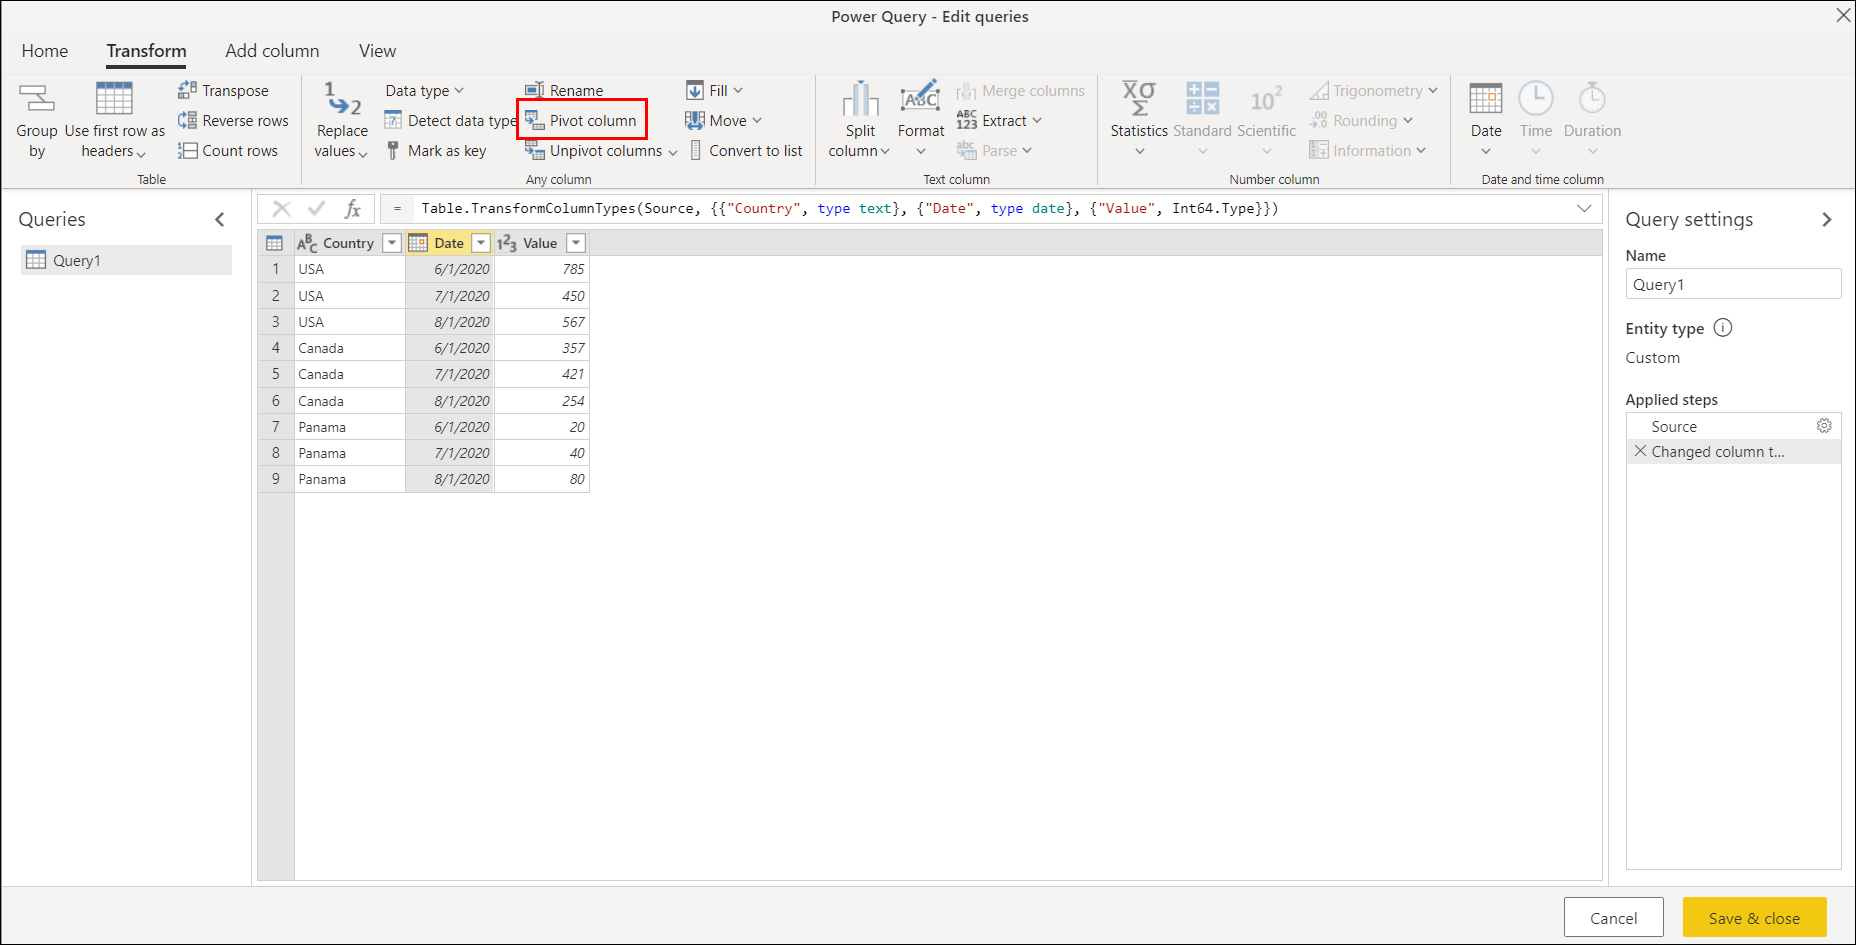 Power Query - Edit queries
Home Transform Add column View
Group by
Use first row as headers
Transpose
Reverse rows
Count rows
Table
Replace values
Data type
Detect data type
Mark as key
Rename
Pivot column
Unpivot columns
Fill
Move
Convert to list
Any column
Split column
Format
Merge columns
Extract
Parse
Text column
Statistics
Standard
Scientific
Trigonometry
Rounding
Information
Number column
Date
Time
Duration
Date and time column
Queries
Query1
fx = Table.TransformColumnTypes(Source, {{"Country", type text}, {"Date", type date}, {"Value", Int64.Type}})
Country Date Value
1 USA 6/1/2020 785
2 USA 7/1/2020 450
3 USA 8/1/2020 567
4 Canada 6/1/2020 357
5 Canada 7/1/2020 421
6 Canada 8/1/2020 254
7 Panama 6/1/2020 20
8 Panama 7/1/2020 40
9 Panama 8/1/2020 80
Query settings
Name
Query1
Entity type
Custom
Applied steps
Source
Changed column t...
Cancel
Save & close